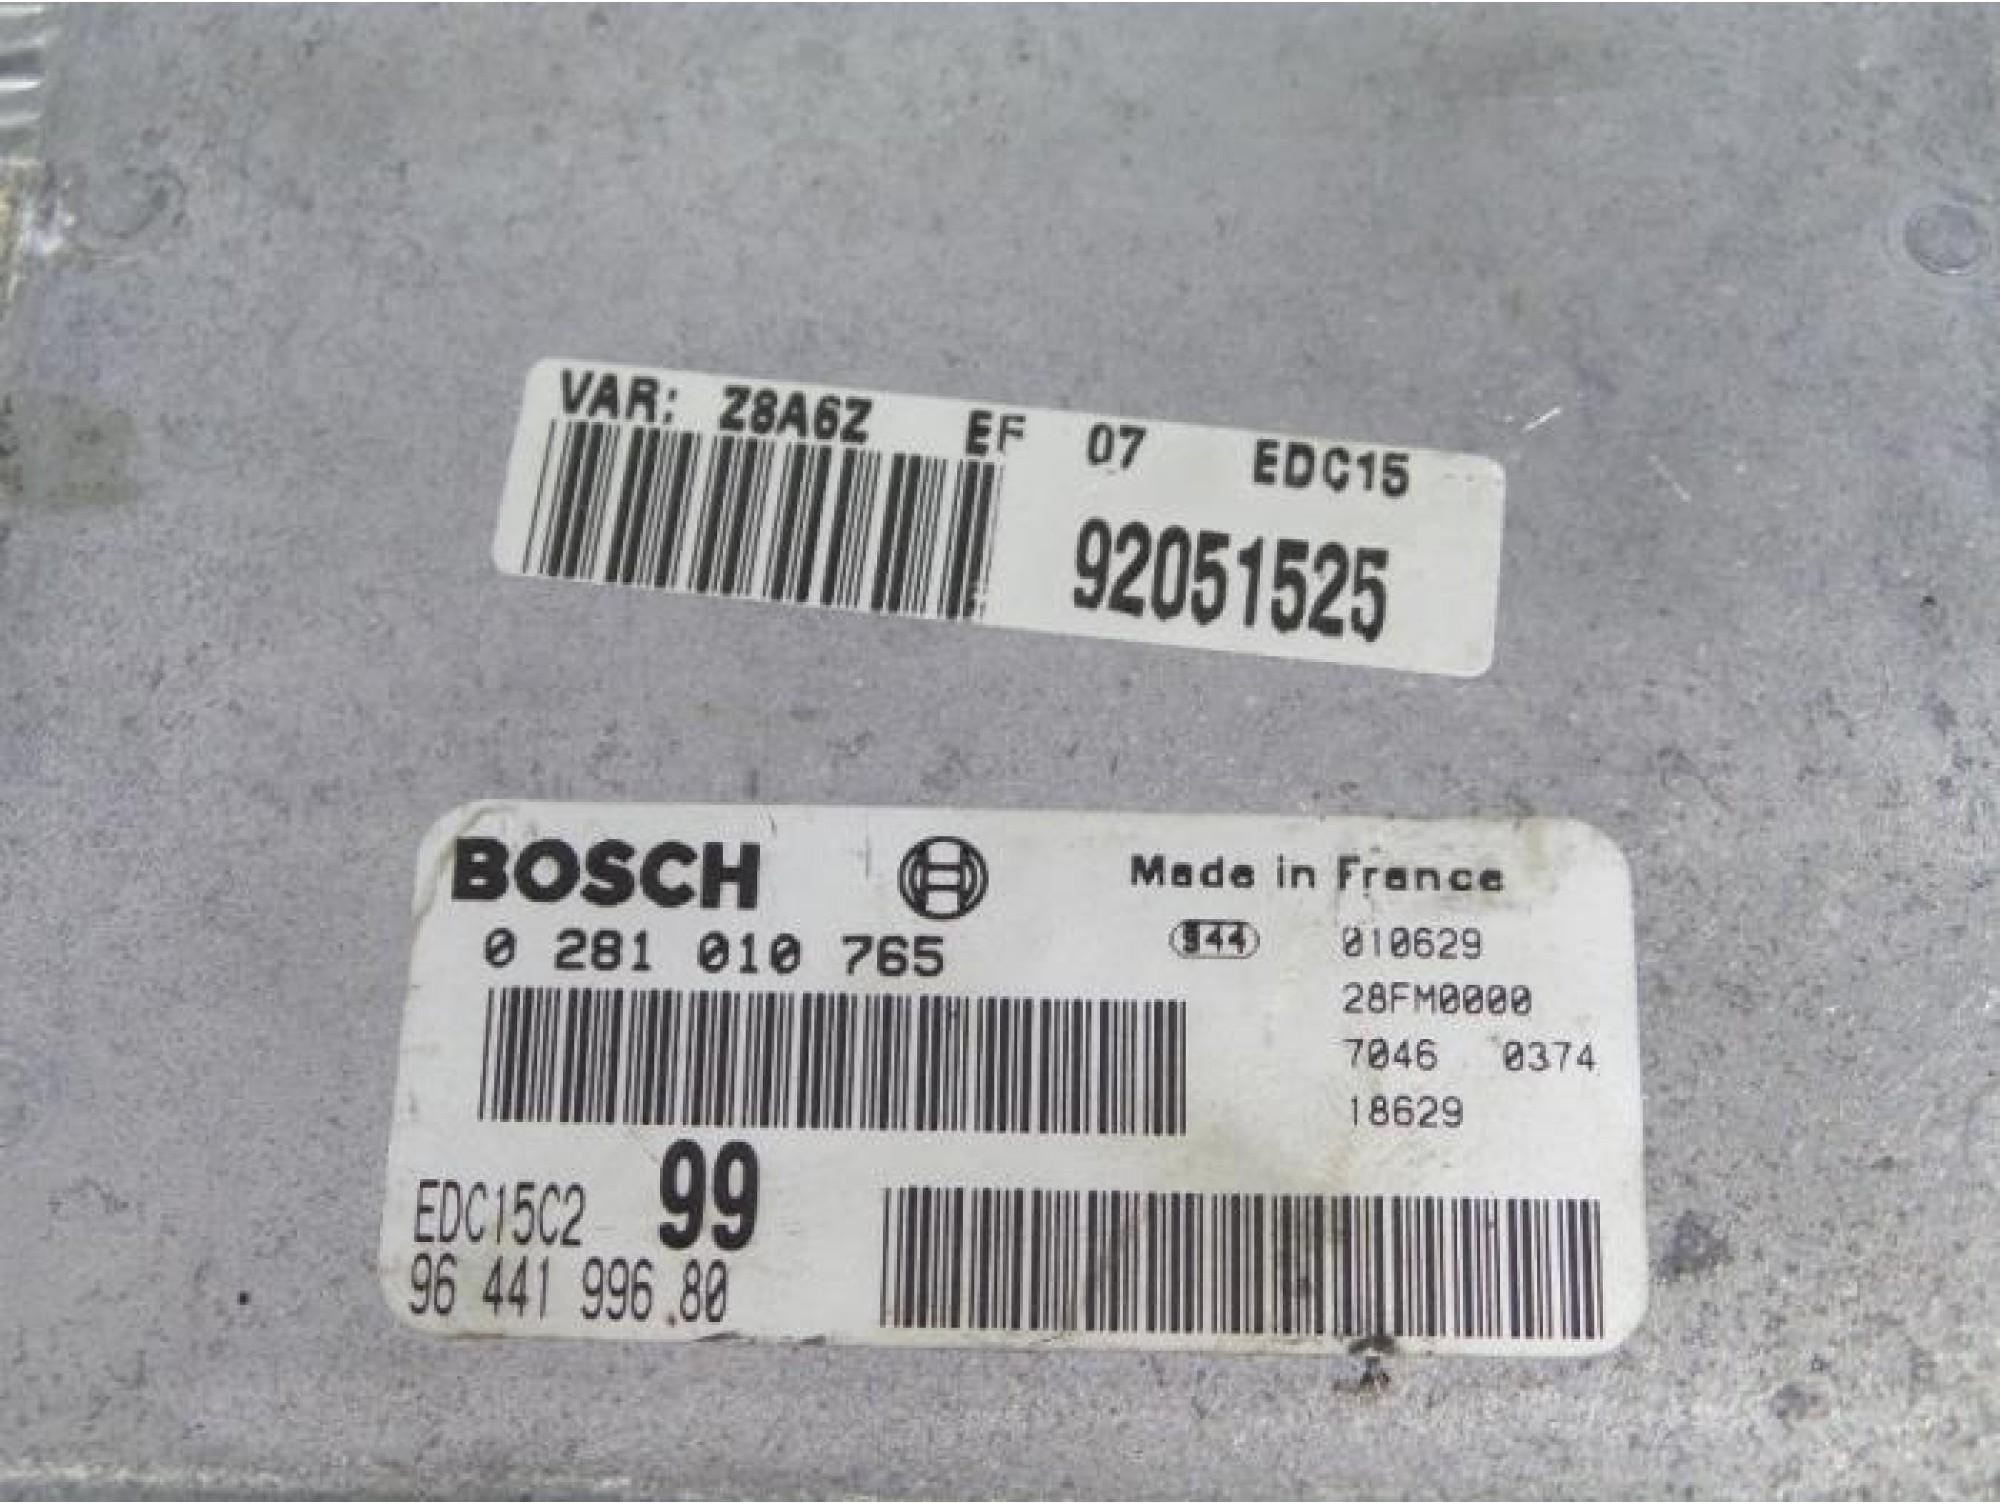 VAR: Z8A6Z EF 07 EDC15
92051525
BOSCH Made in France
0 281 010 765 544 010629
28FM0000
7046 0374
18629
EDC15C2 99
96 441 996.80